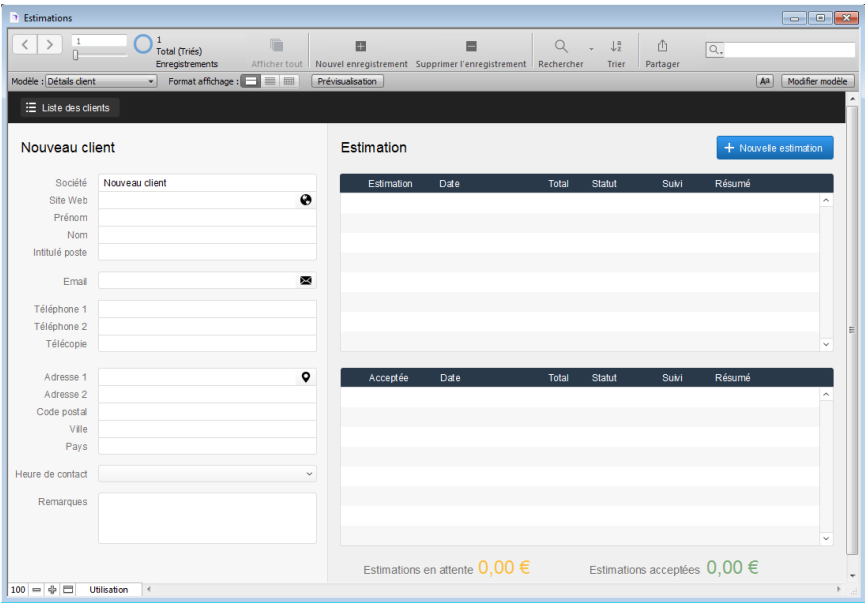 Estimations
1
1
Total (Triés)
Enregistrements
Afficher tout
Nouvel enregistrement
Supprimer l'enregistrement
Rechercher
Trier
Partager
Modèle : Détails client
Format affichage :
Prévisualisation
Aa
Modifier modèle
Liste des clients
Nouveau client
Société
Nouveau client
Site Web
Prénom
Nom
Intitulé poste
Email
Téléphone 1
Téléphone 2
Télécopie
Adresse 1
Adresse 2
Code postal
Ville
Pays
Heure de contact
Remarques
Estimation
+ Nouvelle estimation
Estimation Date Total Statut Suivi Résumé
Acceptée Date Total Statut Suivi Résumé
Estimations en attente 0,00 €
Estimations acceptées 0,00 €
100
Utilisation